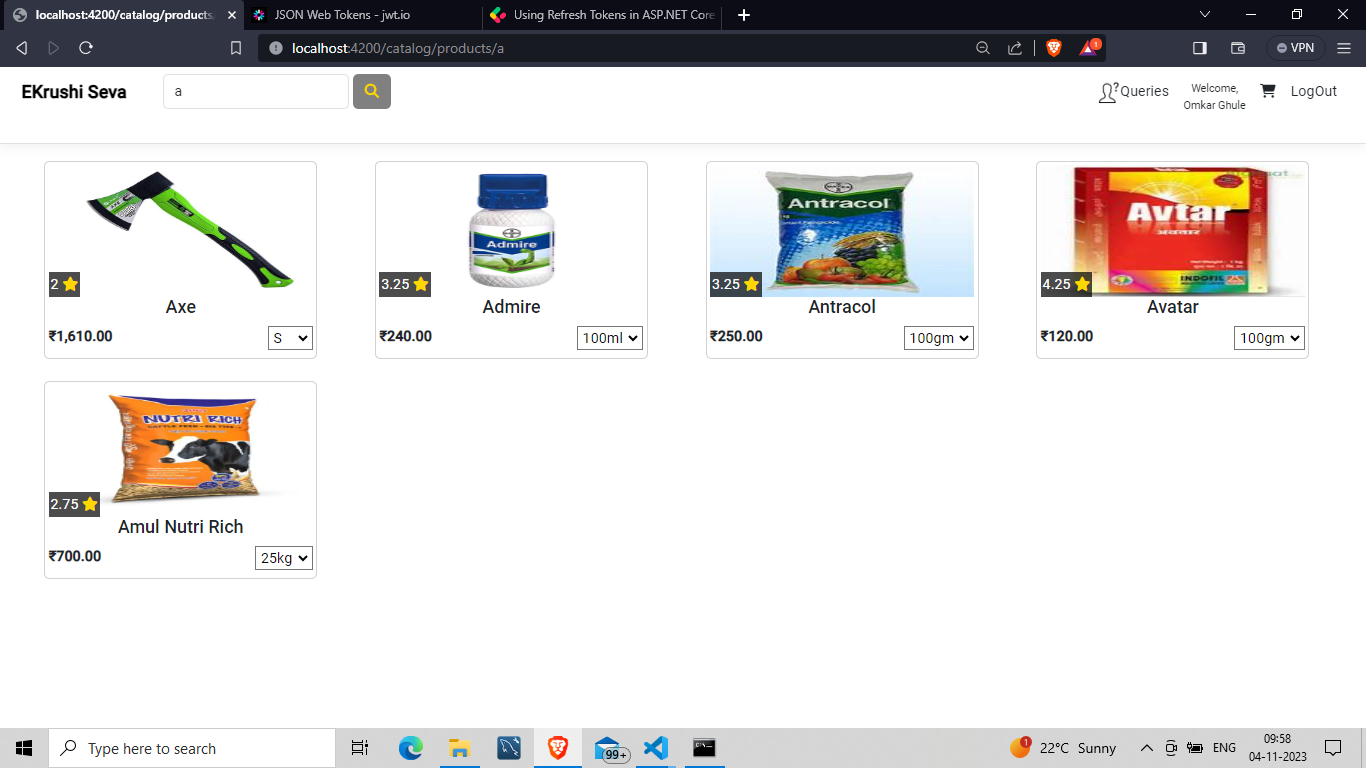 localhost:4200/catalog/products
JSON Web Tokens - jwt.io
Using Refresh Tokens in ASP.NET Core
localhost:4200/catalog/products/a
1
VPN
EKrushi Seva
a
Queries
Welcome,
Omkar Ghule
LogOut
Antracol
Admire
Avtar
अवतार
INDOFIL
2
3.25
3.25
4.25
Axe
Admire
Antracol
Avatar
₹1,610.00
S
₹240.00
100ml
₹250.00
100gm
₹120.00
100gm
NUTRI RICH
2.75
Amul Nutri Rich
₹700.00
25kg
Type here to search
99+
1
22°C Sunny
ENG
09:58
04-11-2023